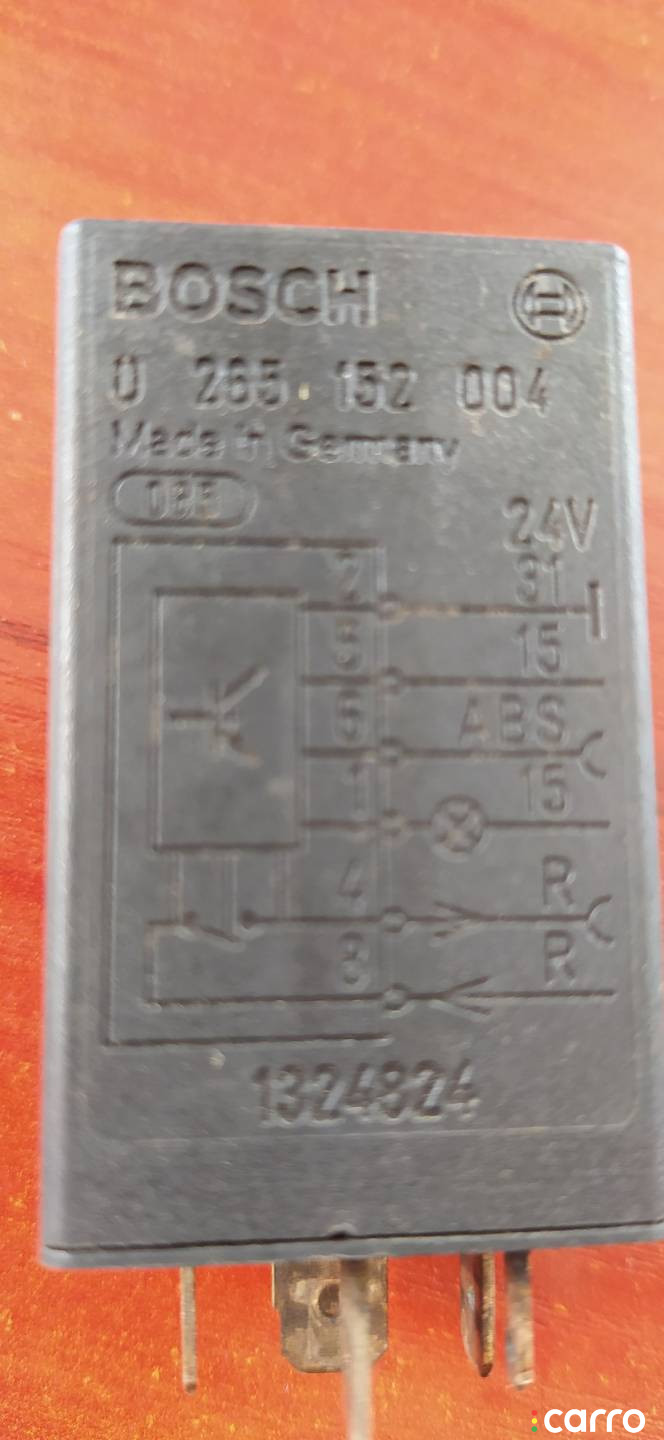 BOSCH
0 265 152 004
Made in Germany
24V
2 31
5 15
6 ABS
1 15
4 R
8 R
1324824
carro